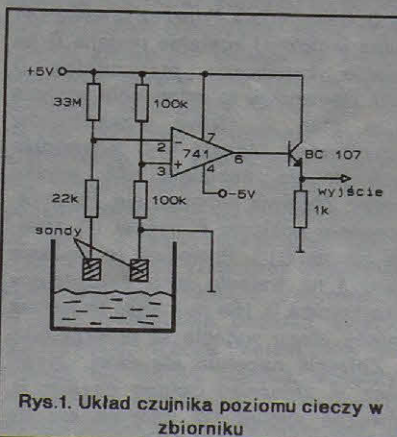 +5V
33M
100k
2
-
7
741
6
3
+
4
BC 107
wyjście
22k
100k
-5V
1k
sondy
Rys.1. Układ czujnika poziomu cieczy w
zbiorniku